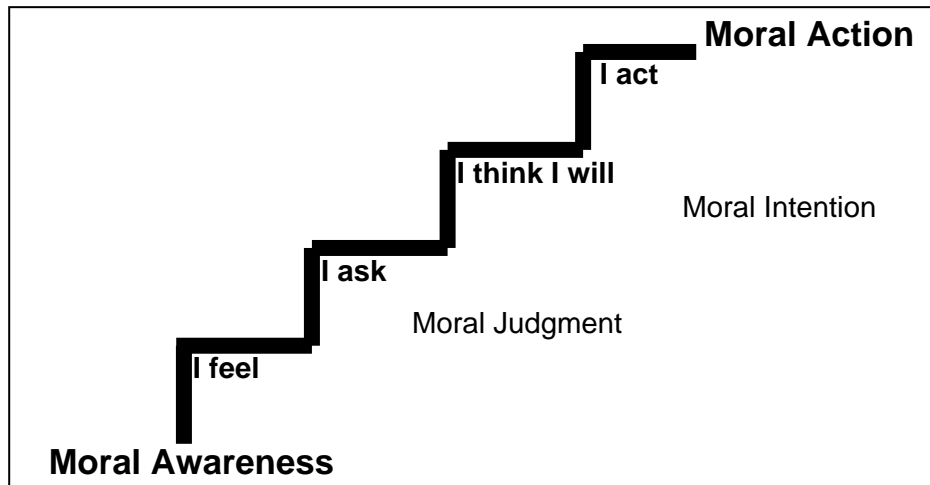 Moral Action
I act
I think I will
Moral Intention
I ask
Moral Judgment
I feel
Moral Awareness